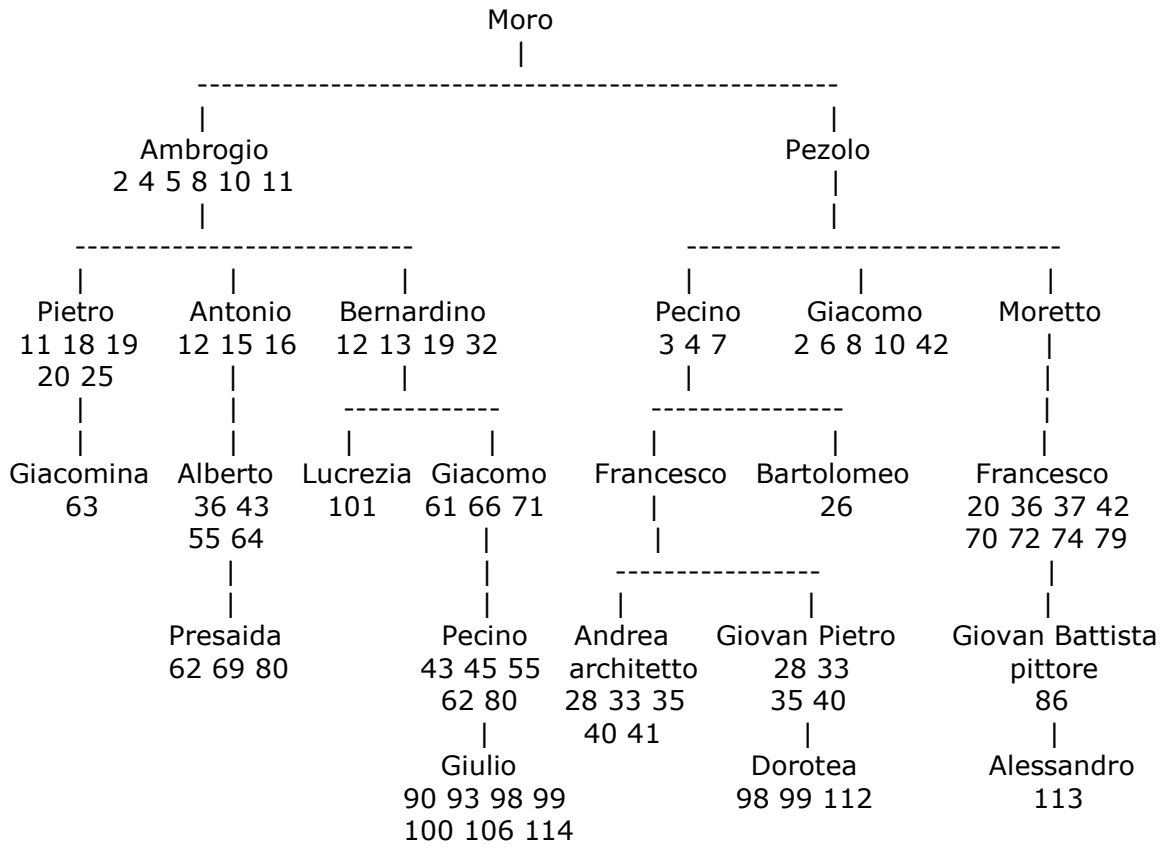 Moro
Ambrogio Pezolo
2 4 5 8 10 11
Pietro Antonio Bernardino Pecino Giacomo Moretto
11 18 19 12 15 16 12 13 19 32 3 4 7 2 6 8 10 42
20 25
Giacomina Alberto Lucrezia Giacomo Francesco Bartolomeo Francesco
63 36 43 101 61 66 71 26 20 36 37 42
55 64 70 72 74 79
Presaida Pecino Andrea Giovan Pietro Giovan Battista
62 69 80 43 45 55 architetto 28 33 pittore
62 80 28 33 35 35 40 86
40 41
Giulio Dorotea Alessandro
90 93 98 99 98 99 112 113
100 106 114